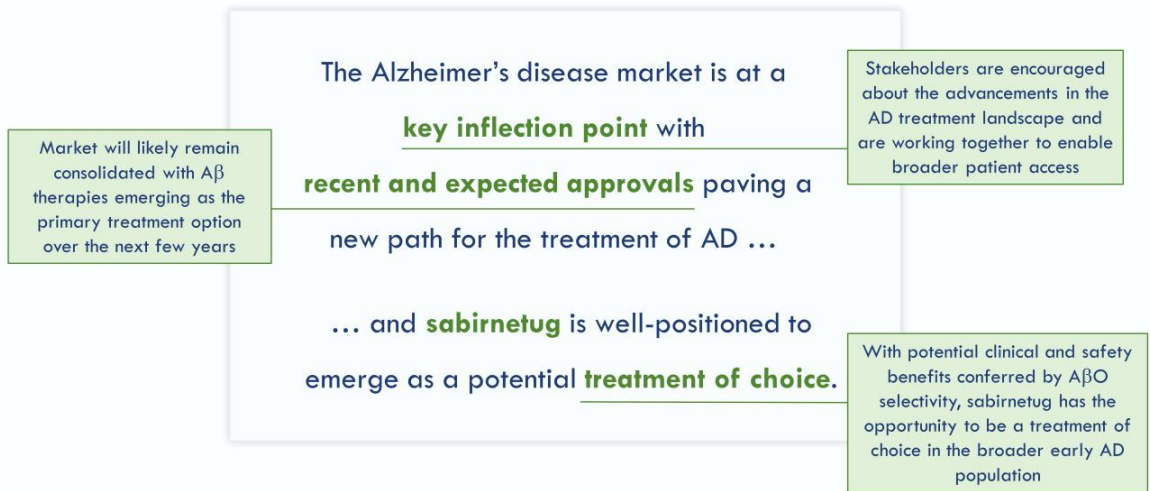 The Alzheimer's disease market is at a
key inflection point with
recent and expected approvals paving a
new path for the treatment of AD ...
... and sabirnetug is well-positioned to
emerge as a potential treatment of choice.
Stakeholders are encouraged
about the advancements in the
AD treatment landscape and
are working together to enable
broader patient access
Market will likely remain
consolidated with Aβ
therapies emerging as the
primary treatment option
over the next few years
With potential clinical and safety
benefits conferred by AβO
selectivity, sabirnetug has the
opportunity to be a treatment of
choice in the broader early AD
population